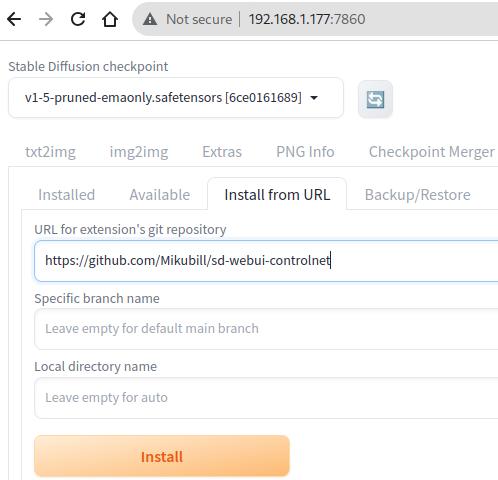 Not secure | 192.168.1.177:7860
Stable Diffusion checkpoint
v1-5-pruned-emaonly.safetensors [6ce0161689]
txt2img img2img Extras PNG Info Checkpoint Merger
Installed Available Install from URL Backup/Restore
URL for extension's git repository
https://github.com/Mikubill/sd-webui-controlnet
Specific branch name
Leave empty for default main branch
Local directory name
Leave empty for auto
Install